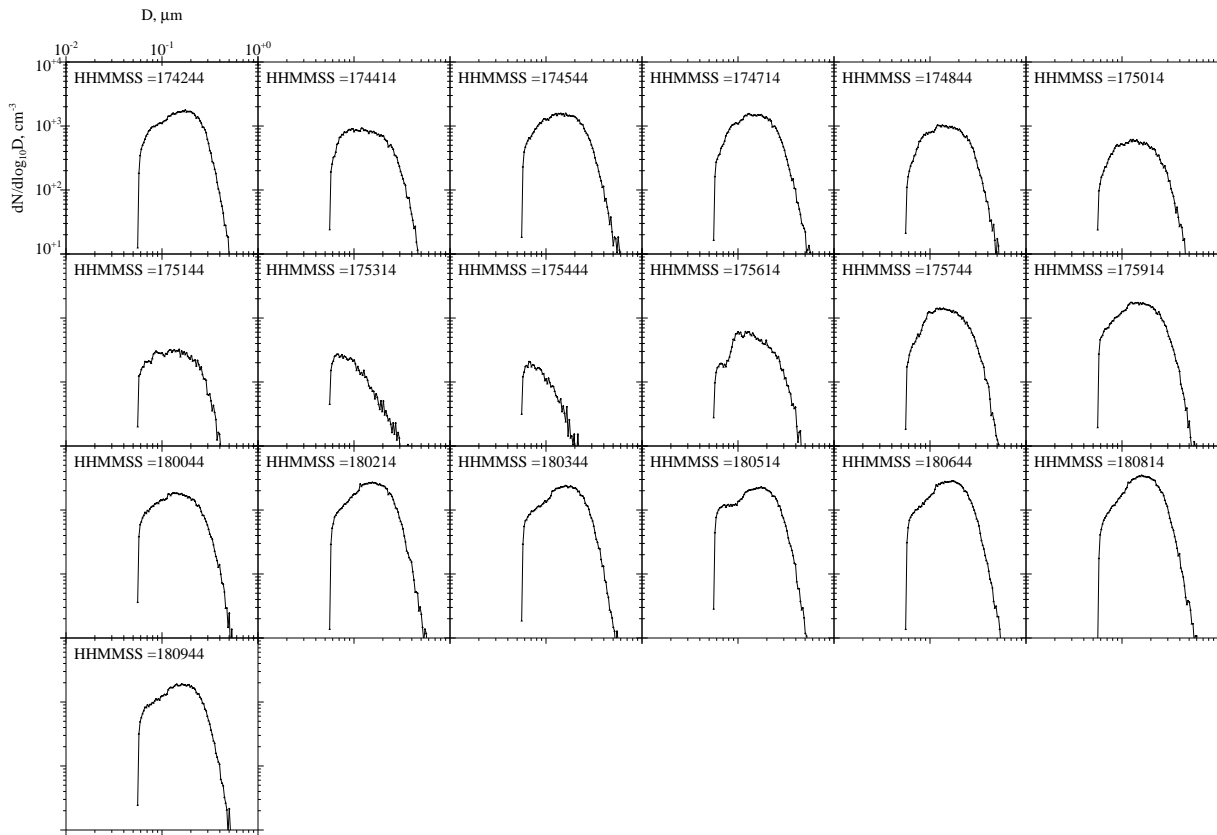 D, μm
10⁻² 10⁻¹ 10⁺⁰
10⁺⁴
10⁺³
10⁺²
10⁺¹
dN/dlog₁₀D, cm⁻³
HHMMSS =174244 HHMMSS =174414 HHMMSS =174544 HHMMSS =174714 HHMMSS =174844 HHMMSS =175014
HHMMSS =175144 HHMMSS =175314 HHMMSS =175444 HHMMSS =175614 HHMMSS =175744 HHMMSS =175914
HHMMSS =180044 HHMMSS =180214 HHMMSS =180344 HHMMSS =180514 HHMMSS =180644 HHMMSS =180814
HHMMSS =180944